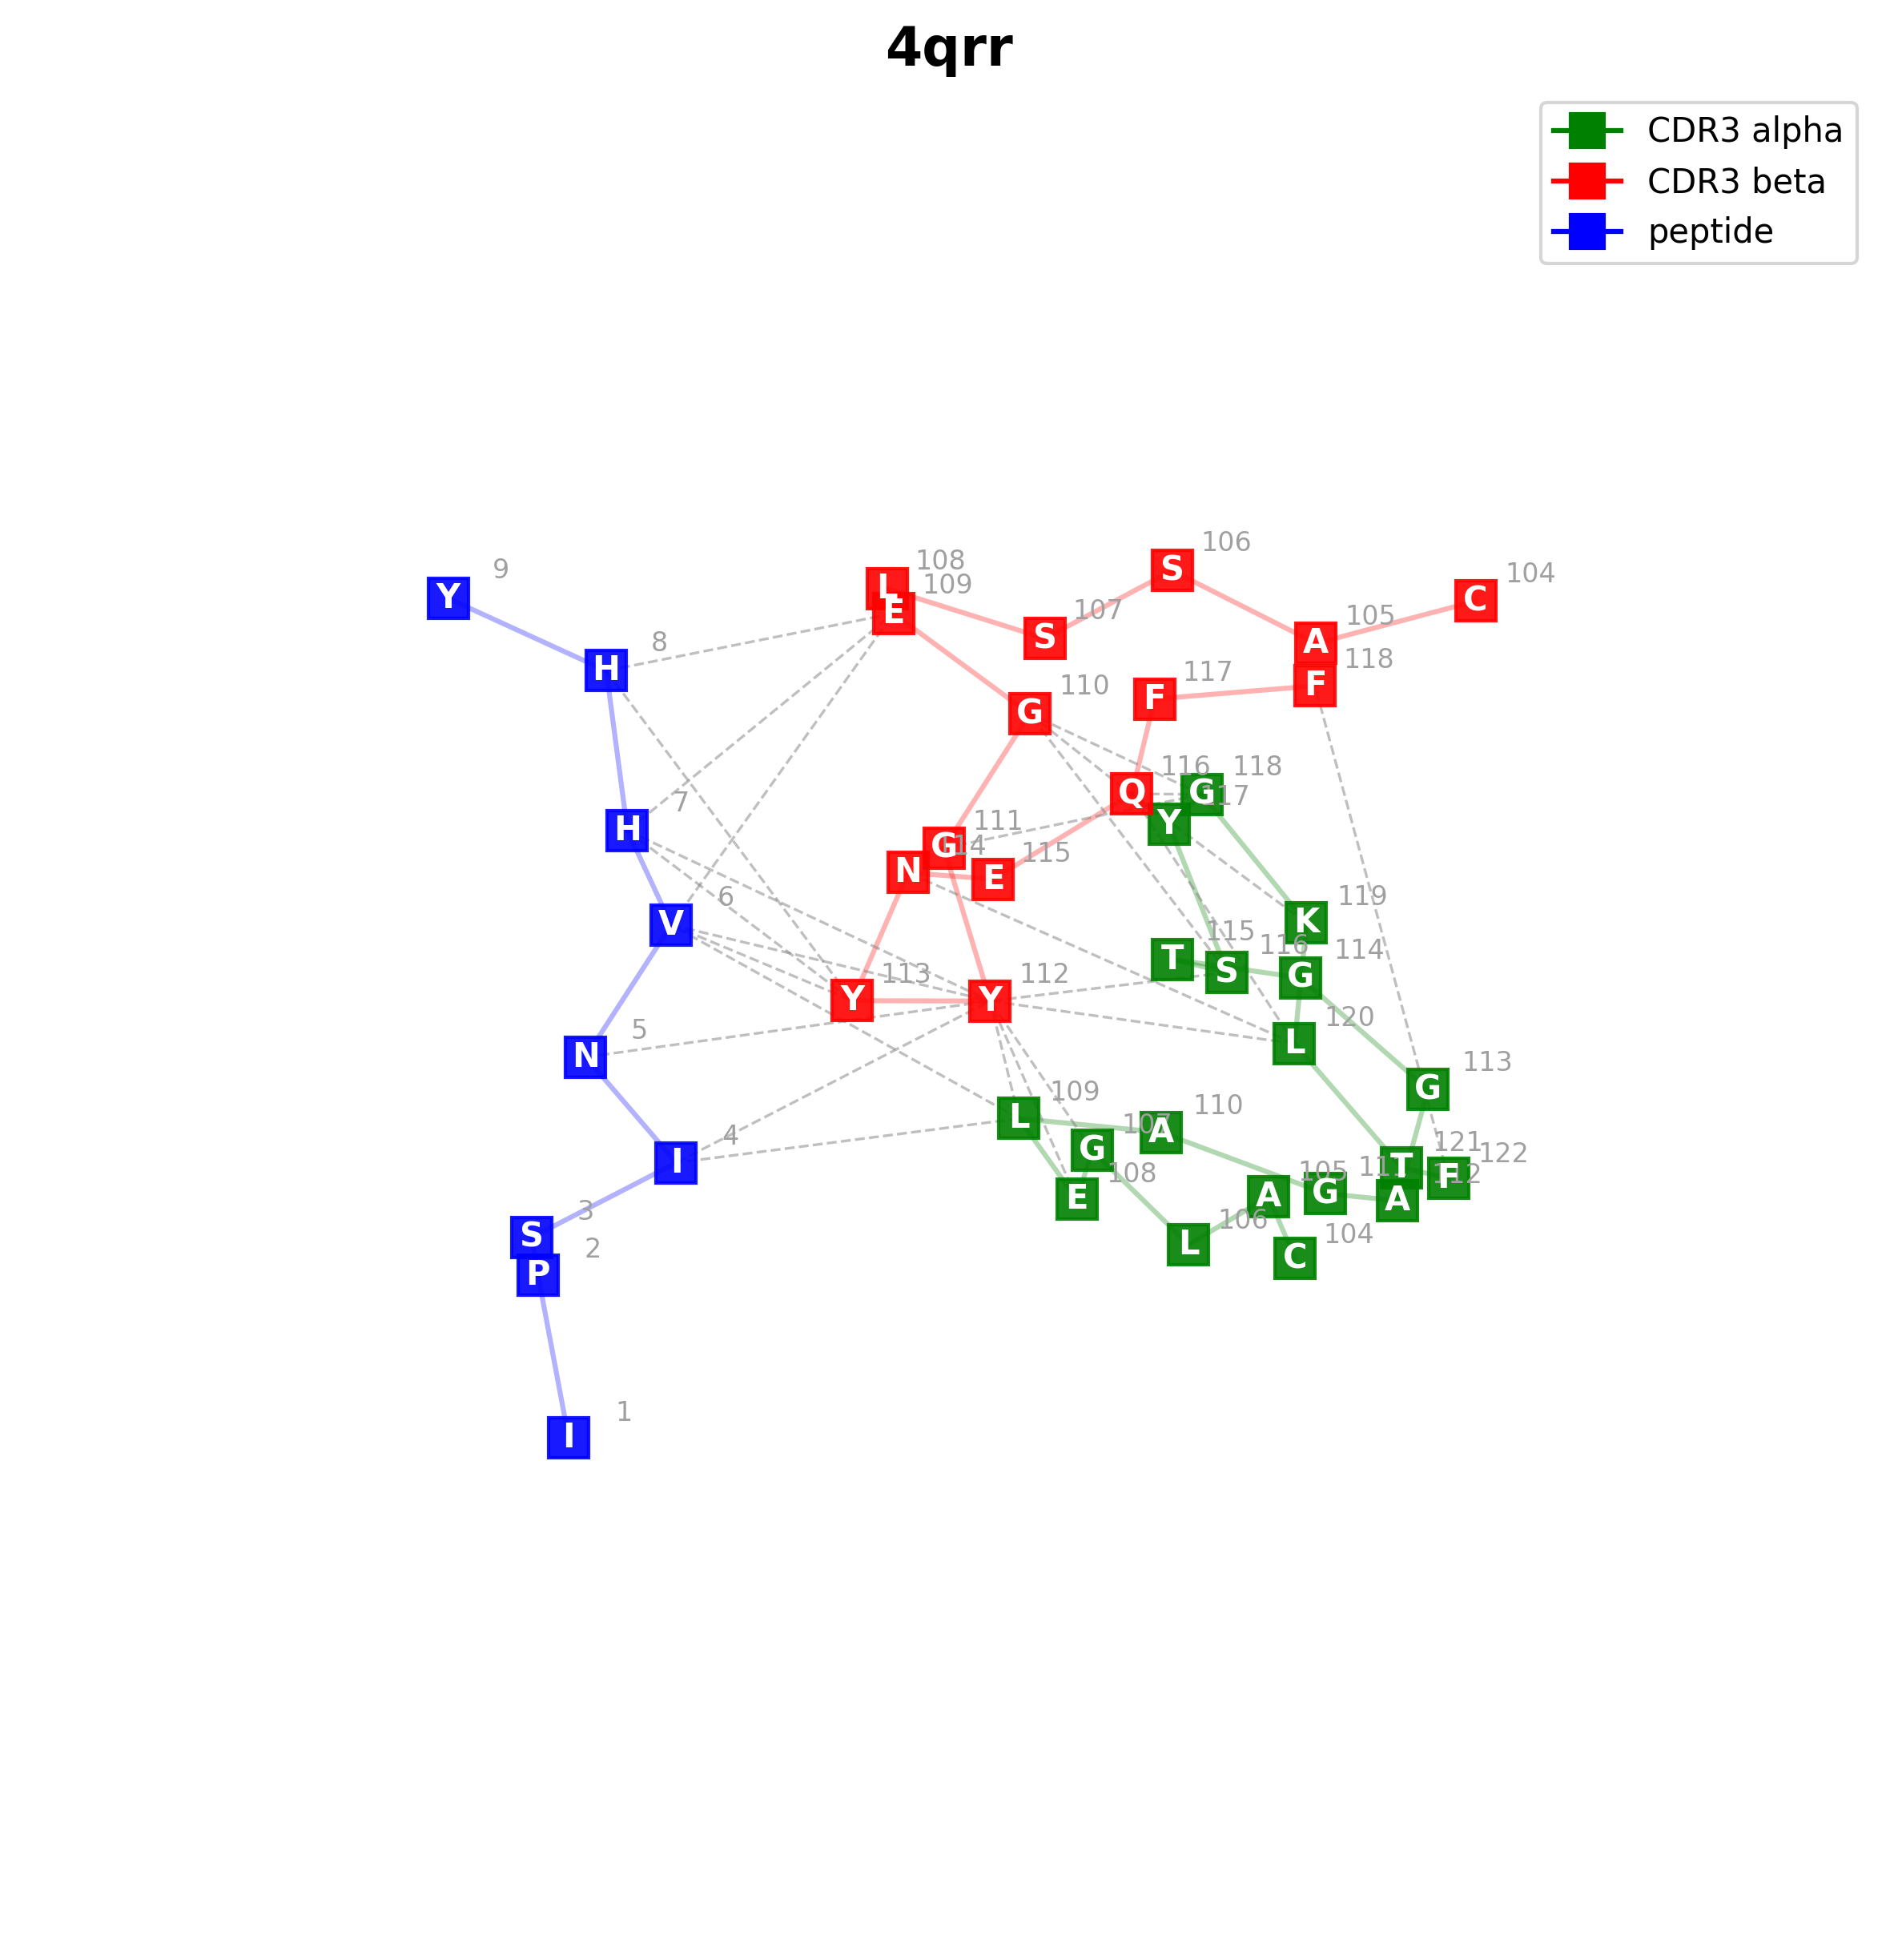 4qrr
CDR3 alpha
CDR3 beta
peptide
S 106
L 108
C 104
Y 9
E 109
S 107
A 105
H 8
F 118
F 117
G 110
Q 116
G 118
Y 117
H 7
G 111
N 114
E 115
V 6
K 119
T 115
S 116
G 114
Y 113
Y 112
L 120
N 5
G 113
L 109
A 110
I 4
G 107
T 121
F 122
E 108
A 105
G 111
A 112
S 3
L 106
C 104
P 2
I 1